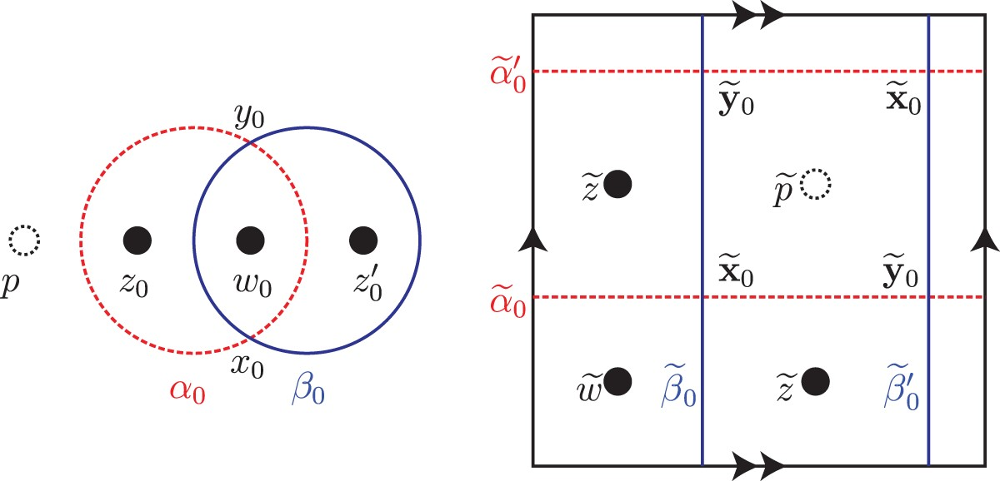 y₀
p
z₀ w₀ z′₀
x₀
α₀ β₀
α̃′₀
ỹ₀ x̃₀
z̃ p̃
x̃₀ ỹ₀
α̃₀
w̃ β̃₀ z̃ β̃′₀